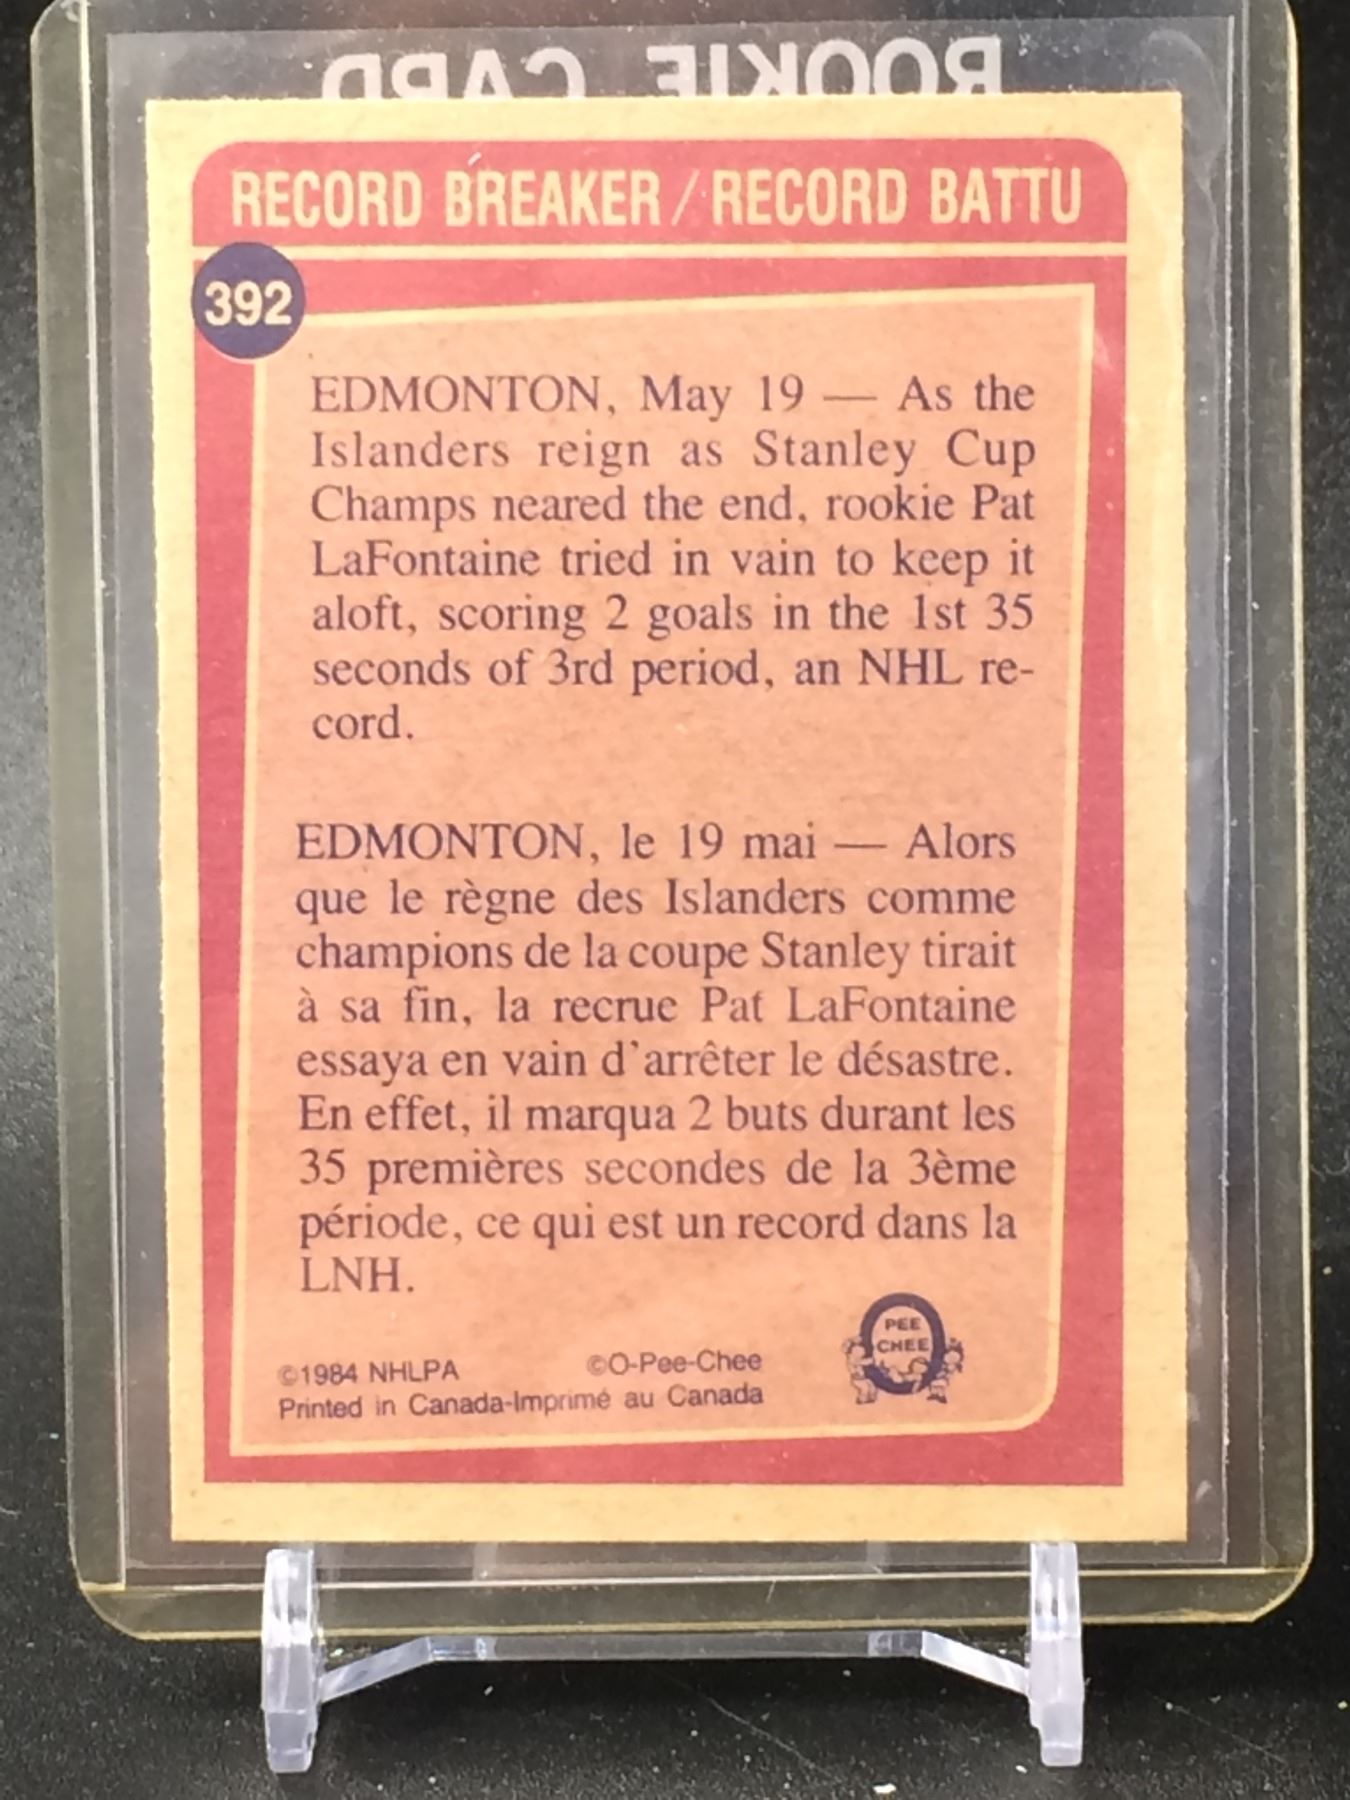 ROOKIE CARD
RECORD BREAKER / RECORD BATTU
392
EDMONTON, May 19 — As the
Islanders reign as Stanley Cup
Champs neared the end, rookie Pat
LaFontaine tried in vain to keep it
aloft, scoring 2 goals in the 1st 35
seconds of 3rd period, an NHL re-
cord.
EDMONTON, le 19 mai — Alors
que le règne des Islanders comme
champions de la coupe Stanley tirait
à sa fin, la recrue Pat LaFontaine
essaya en vain d'arrêter le désastre.
En effet, il marqua 2 buts durant les
35 premières secondes de la 3ème
période, ce qui est un record dans la
LNH.
©1984 NHLPA ©O-Pee-Chee
Printed in Canada-Imprimé au Canada
O
PEE
CHEE